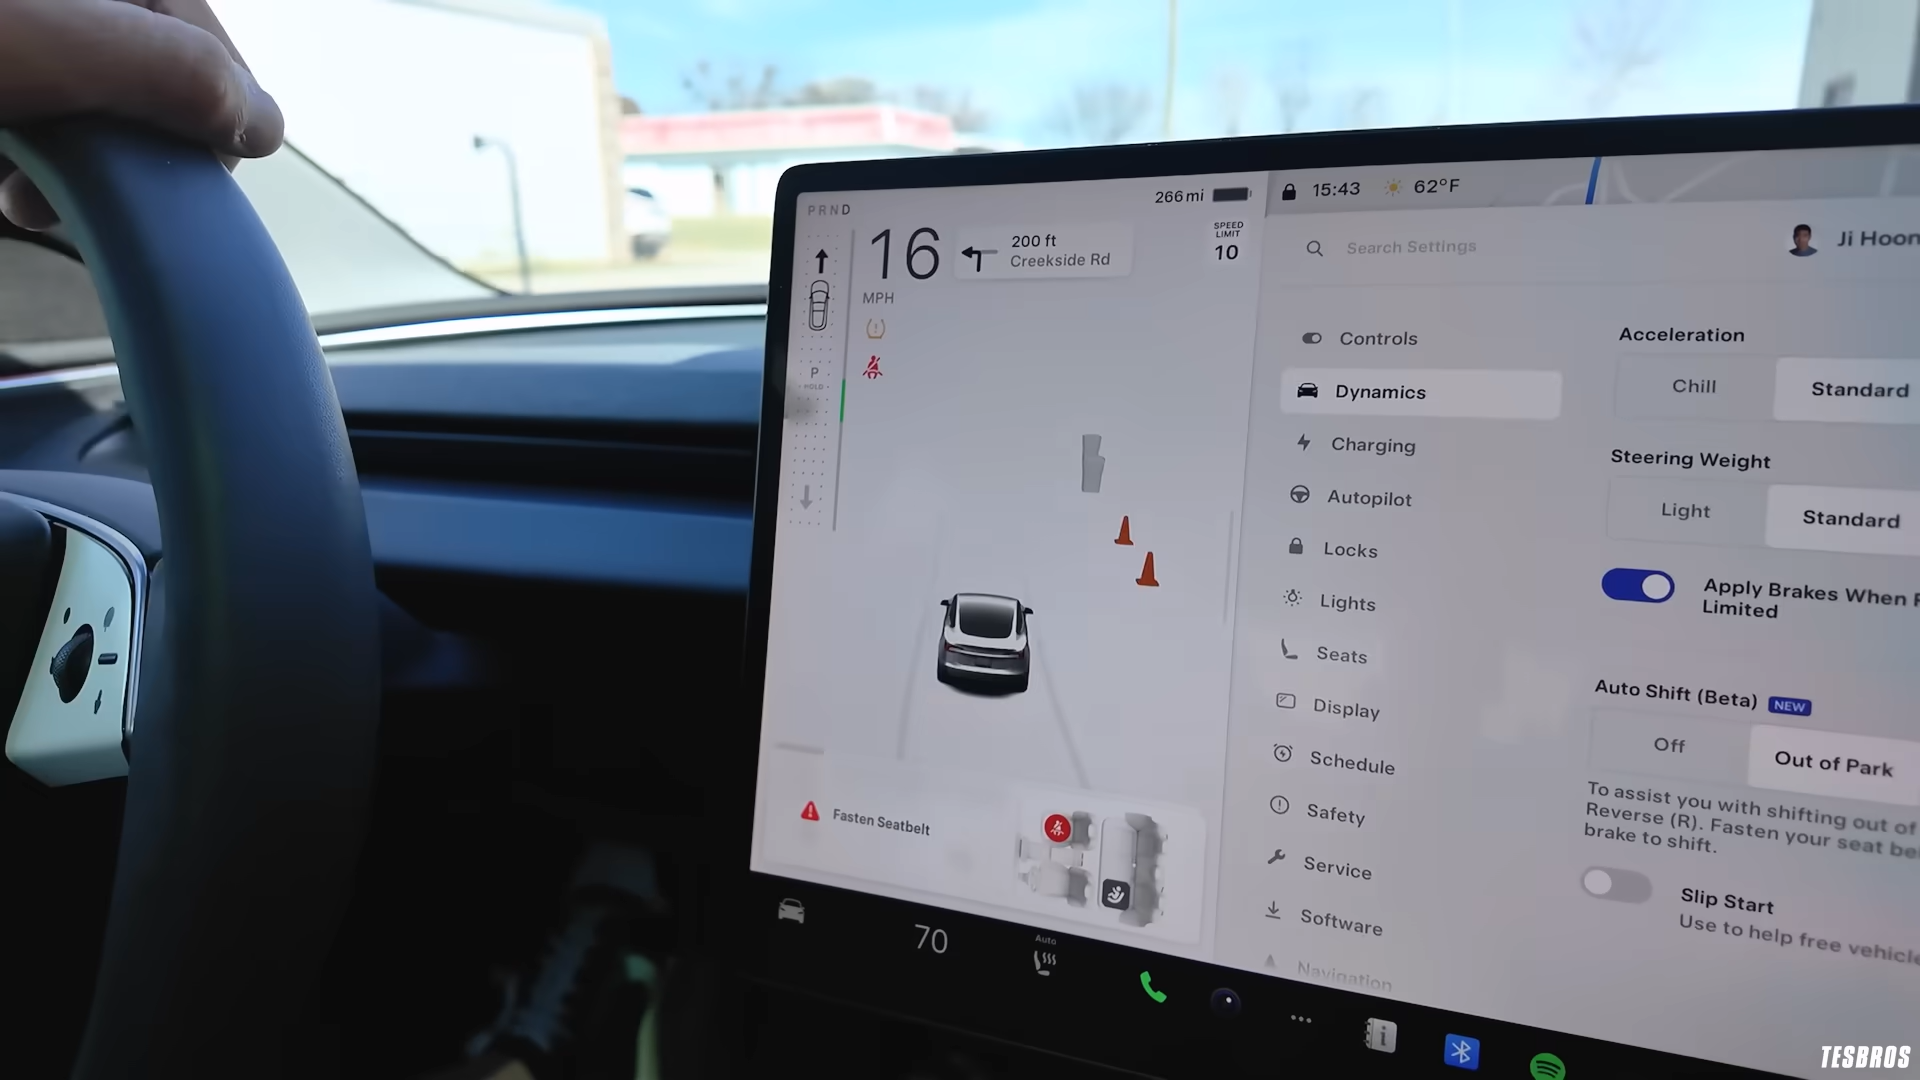 PRND
266 mi
15:43
62°F
16
MPH
200 ft
Creekside Rd
SPEED
LIMIT
10
Search Settings
Ji Hoon
P
HOLD
Controls
Dynamics
Charging
Autopilot
Locks
Lights
Seats
Display
Schedule
Safety
Service
Software
Navigation
Acceleration
Chill
Standard
Steering Weight
Light
Standard
Apply Brakes When
Limited
Auto Shift (Beta)
NEW
Off
Out of Park
To assist you with shifting out of
Reverse (R). Fasten your seat
brake to shift.
Slip Start
Use to help free
Fasten Seatbelt
70
Auto
TESBROS